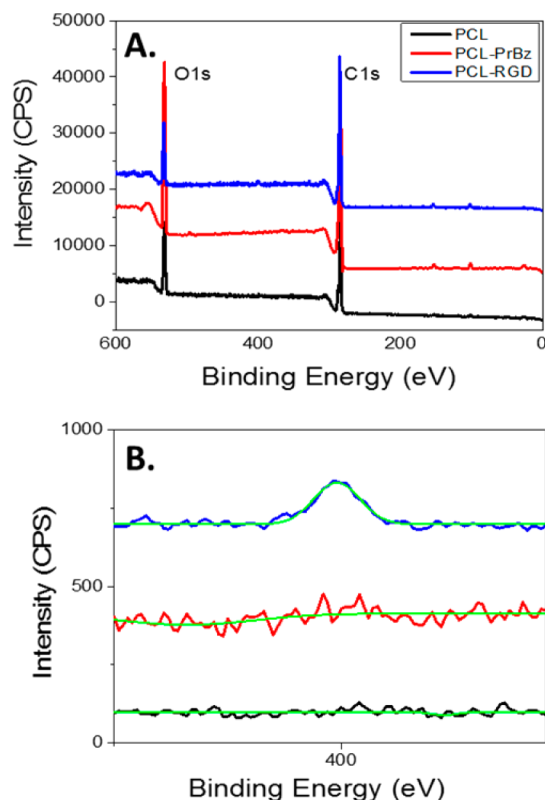 A.
O1s
C1s
PCL
PCL-PrBz
PCL-RGD
50000
40000
30000
20000
10000
0
Intensity (CPS)
600
400
200
0
Binding Energy (eV)
B.
1000
500
0
Intensity (CPS)
400
Binding Energy (eV)